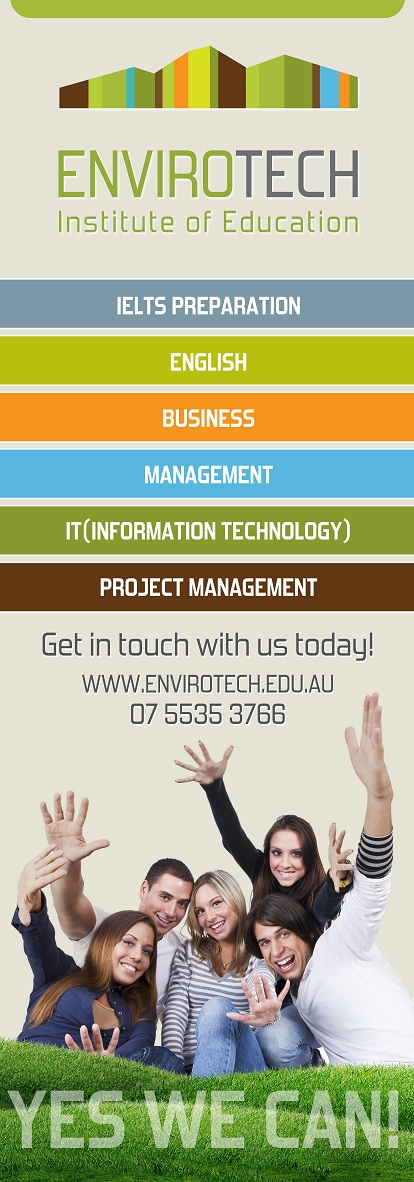 ENVIROTECH
Institute of Education
IELTS PREPARATION
ENGLISH
BUSINESS
MANAGEMENT
IT(INFORMATION TECHNOLOGY)
PROJECT MANAGEMENT
Get in touch with us today!
WWW.ENVIROTECH.EDU.AU
07 5535 3766
YES WE CAN!